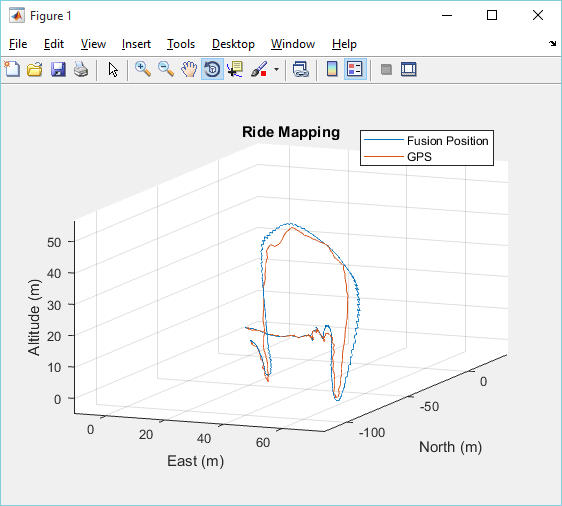 Figure 1
File Edit View Insert Tools Desktop Window Help
Ride Mapping
Fusion Position
GPS
50
40
30
20
10
0
Altitude (m)
0
20
40
60
East (m)
-100
-50
0
North (m)